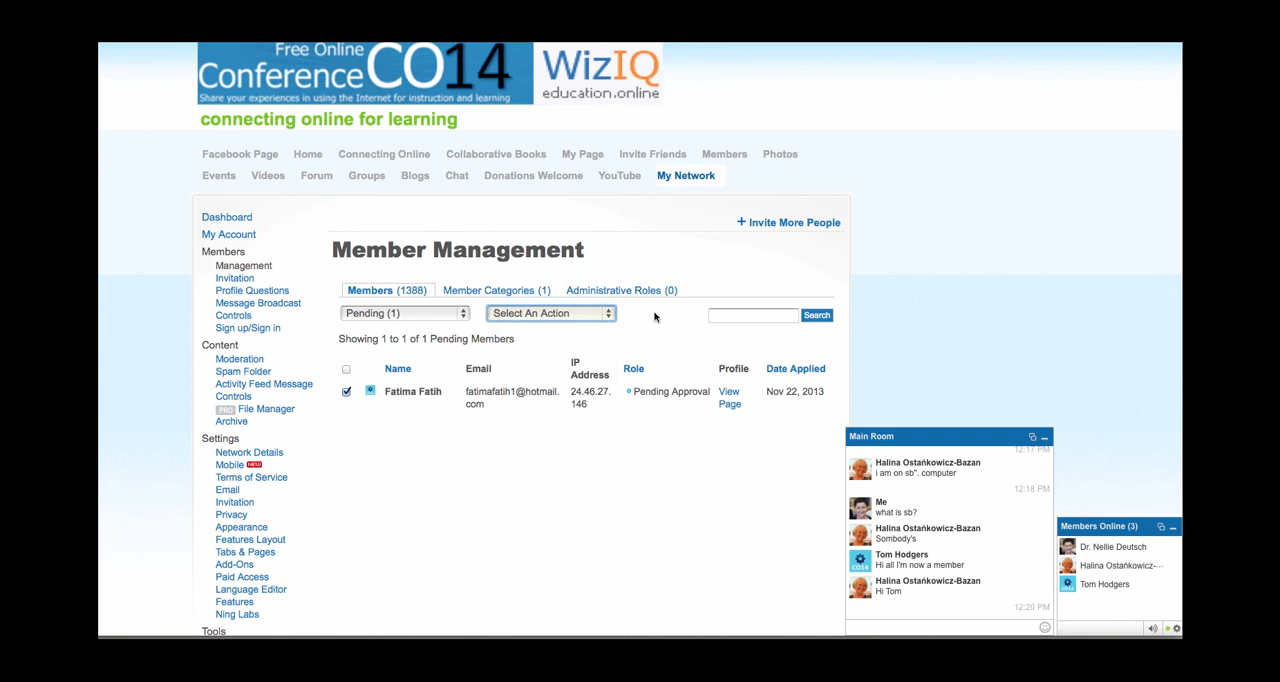 Free Online
Conference CO14
Share your experiences in using the Internet for instruction and learning
WizIQ
education.online
connecting online for learning
Facebook Page Home Connecting Online Collaborative Books My Page Invite Friends Members Photos
Events Videos Forum Groups Blogs Chat Donations Welcome YouTube My Network
Dashboard
My Account
Members
Management
Invitation
Profile Questions
Message Broadcast
Controls
Sign up/Sign in
Content
Moderation
Spam Folder
Activity Feed Message
Controls
PRO File Manager
Archive
Settings
Network Details
Mobile NEW
Terms of Service
Email
Invitation
Privacy
Appearance
Features Layout
Tabs & Pages
Add-Ons
Paid Access
Language Editor
Features
Ning Labs
Tools
+ Invite More People
Member Management
Members (1388) Member Categories (1) Administrative Roles (0)
Pending (1) Select An Action Search
Showing 1 to 1 of 1 Pending Members
Name Email IP Address Role Profile Date Applied
Fatima Fatih fatimafatih1@hotmail. 24.46.27. Pending Approval View Nov 22, 2013
com 146 Page
Main Room
12:17 PM
Halina Ostańkowicz-Bazan
i am on sb". computer
12:18 PM
Me
what is sb?
Halina Ostańkowicz-Bazan
Sombody's
Tom Hodgers
CO14
Hi all I'm now a member
Halina Ostańkowicz-Bazan
Hi Tom
12:20 PM
Members Online (3)
Dr. Nellie Deutsch
Halina Ostańkowicz-···
Tom Hodgers